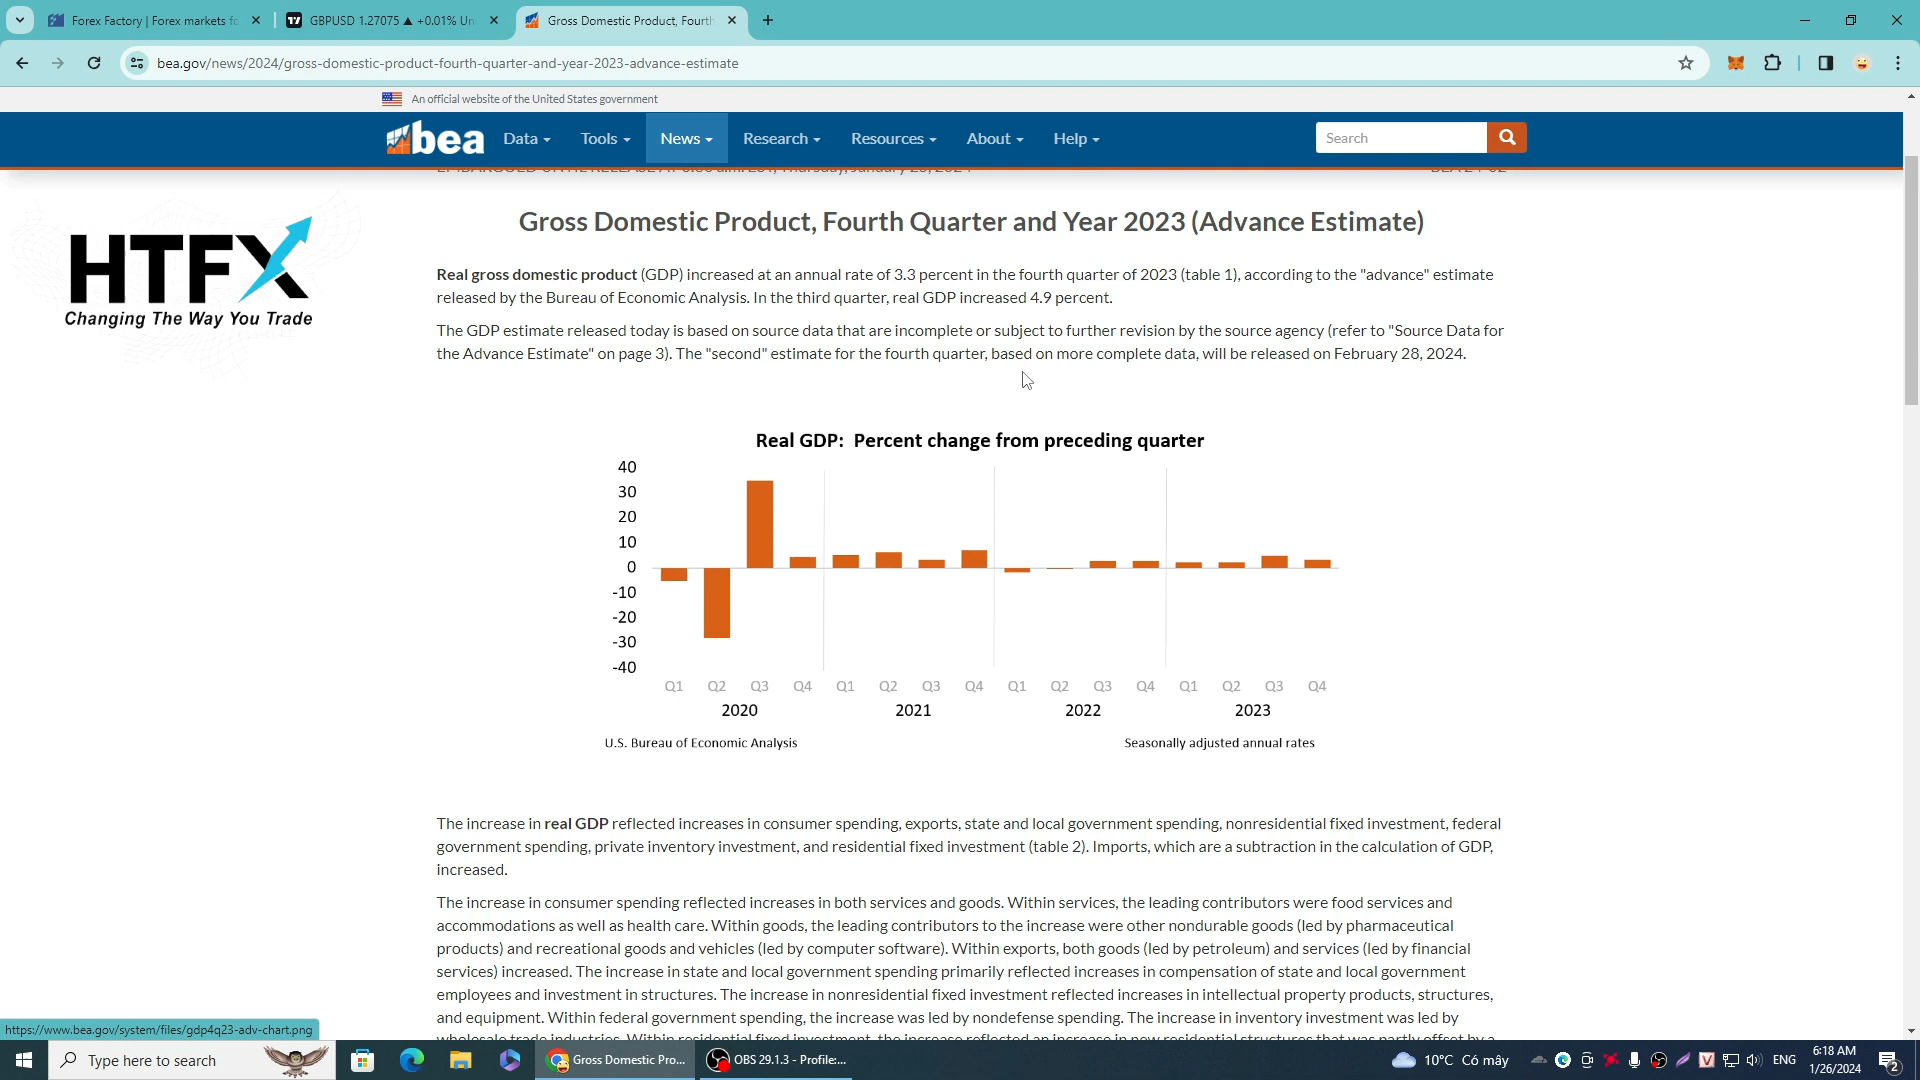 Forex Factory | Forex markets fo
GBPUSD 1.27075 ▲ +0.01% Un
Gross Domestic Product, Fourth
bea.gov/news/2024/gross-domestic-product-fourth-quarter-and-year-2023-advance-estimate
An official website of the United States government
bea
Data
Tools
News
Research
Resources
About
Help
Search
HTFX
Changing The Way You Trade
Gross Domestic Product, Fourth Quarter and Year 2023 (Advance Estimate)
Real gross domestic product (GDP) increased at an annual rate of 3.3 percent in the fourth quarter of 2023 (table 1), according to the "advance" estimate
released by the Bureau of Economic Analysis. In the third quarter, real GDP increased 4.9 percent.
The GDP estimate released today is based on source data that are incomplete or subject to further revision by the source agency (refer to "Source Data for
the Advance Estimate" on page 3). The "second" estimate for the fourth quarter, based on more complete data, will be released on February 28, 2024.
Real GDP: Percent change from preceding quarter
40
30
20
10
0
-10
-20
-30
-40
Q1 Q2 Q3 Q4 Q1 Q2 Q3 Q4 Q1 Q2 Q3 Q4 Q1 Q2 Q3 Q4
2020 2021 2022 2023
U.S. Bureau of Economic Analysis
Seasonally adjusted annual rates
The increase in real GDP reflected increases in consumer spending, exports, state and local government spending, nonresidential fixed investment, federal
government spending, private inventory investment, and residential fixed investment (table 2). Imports, which are a subtraction in the calculation of GDP,
increased.
The increase in consumer spending reflected increases in both services and goods. Within services, the leading contributors were food services and
accommodations as well as health care. Within goods, the leading contributors to the increase were other nondurable goods (led by pharmaceutical
products) and recreational goods and vehicles (led by computer software). Within exports, both goods (led by petroleum) and services (led by financial
services) increased. The increase in state and local government spending primarily reflected increases in compensation of state and local government
employees and investment in structures. The increase in nonresidential fixed investment reflected increases in intellectual property products, structures,
and equipment. Within federal government spending, the increase was led by nondefense spending. The increase in inventory investment was led by
https://www.bea.gov/system/files/gdp4q23-adv-chart.png
Type here to search
Gross Domestic Pro...
OBS 29.1.3 - Profile:...
10°C Có mây
ENG
6:18 AM
1/26/2024
2